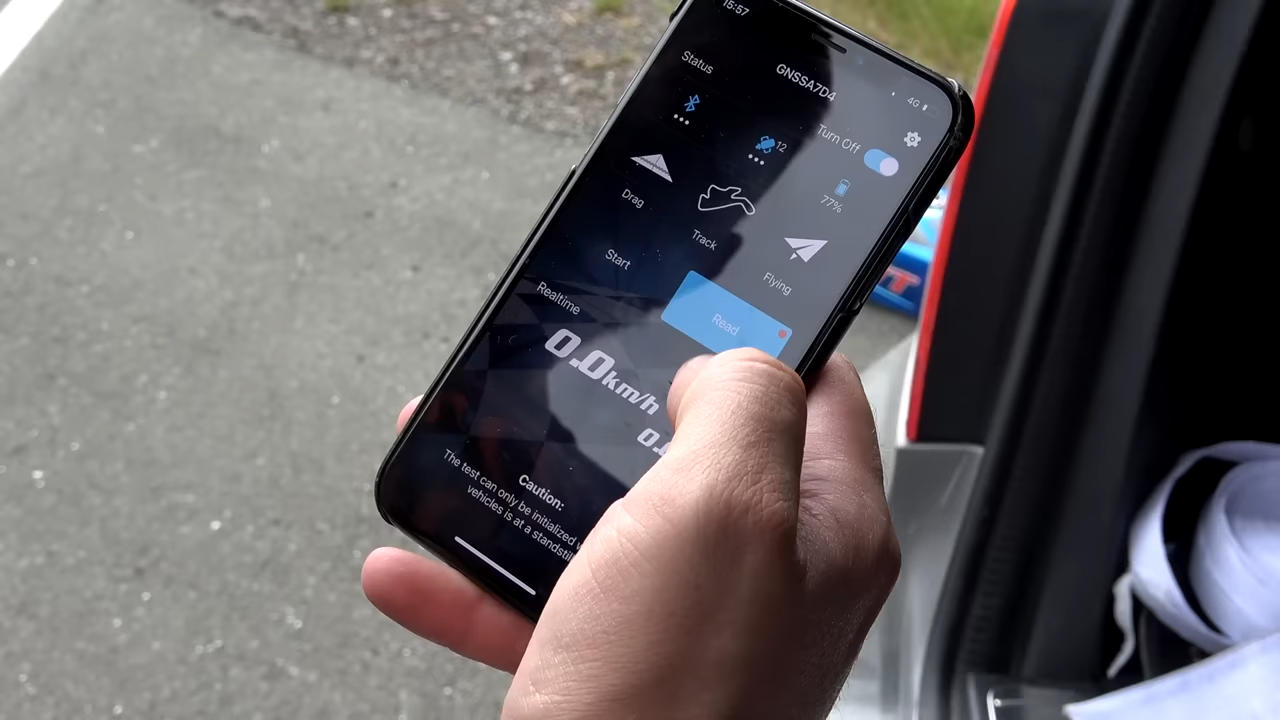 15:57
GNSSA7D4
4G
Status
Turn Off
12
77%
Drag
Track
Flying
Start
Read
Realtime
0.0km/h
Caution:
The test can only be initialized
vehicles is at a standstill